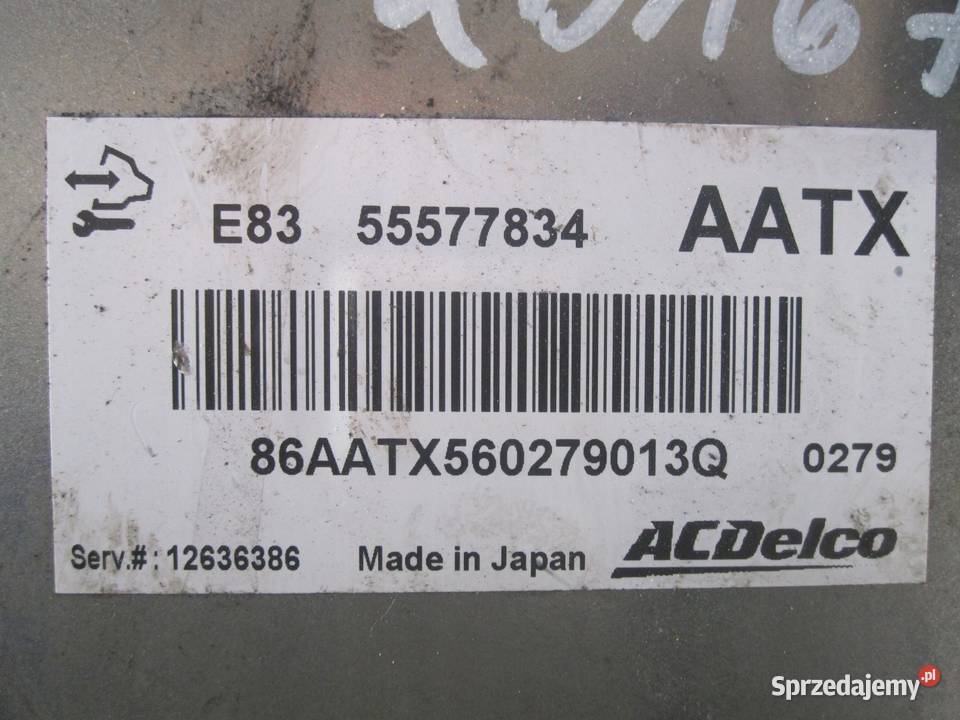 E83 55577834 AATX
86AATX560279013Q 0279
Serv.#: 12636386 Made in Japan ACDelco
Sprzedajemy.pl